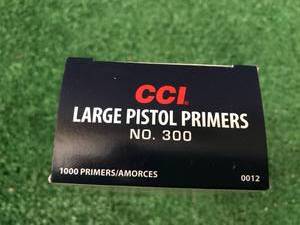 CCI
LARGE PISTOL PRIMERS
NO. 300
1000 PRIMERS/AMORCES 0012